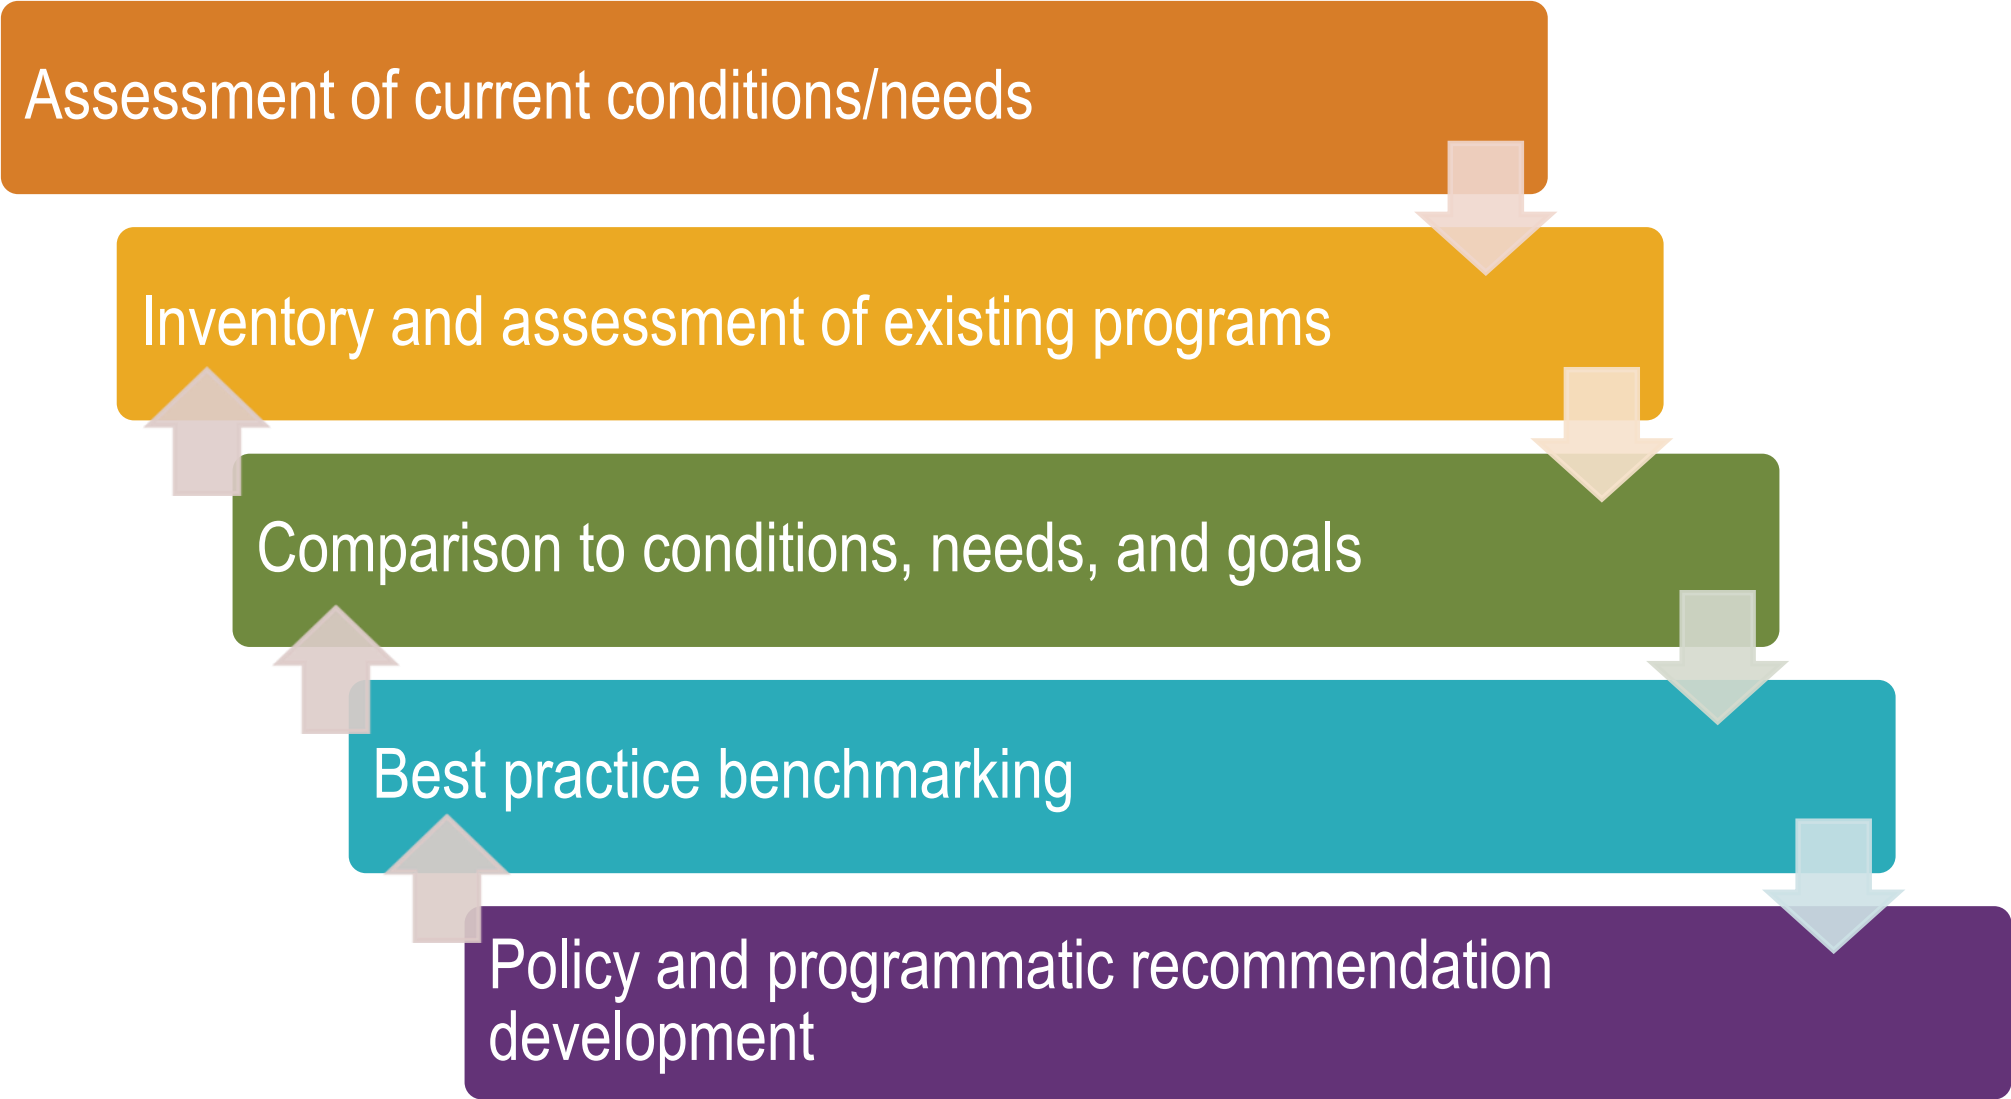 Assessment of current conditions/needs
Inventory and assessment of existing programs
Comparison to conditions, needs, and goals
Best practice benchmarking
Policy and programmatic recommendation
development